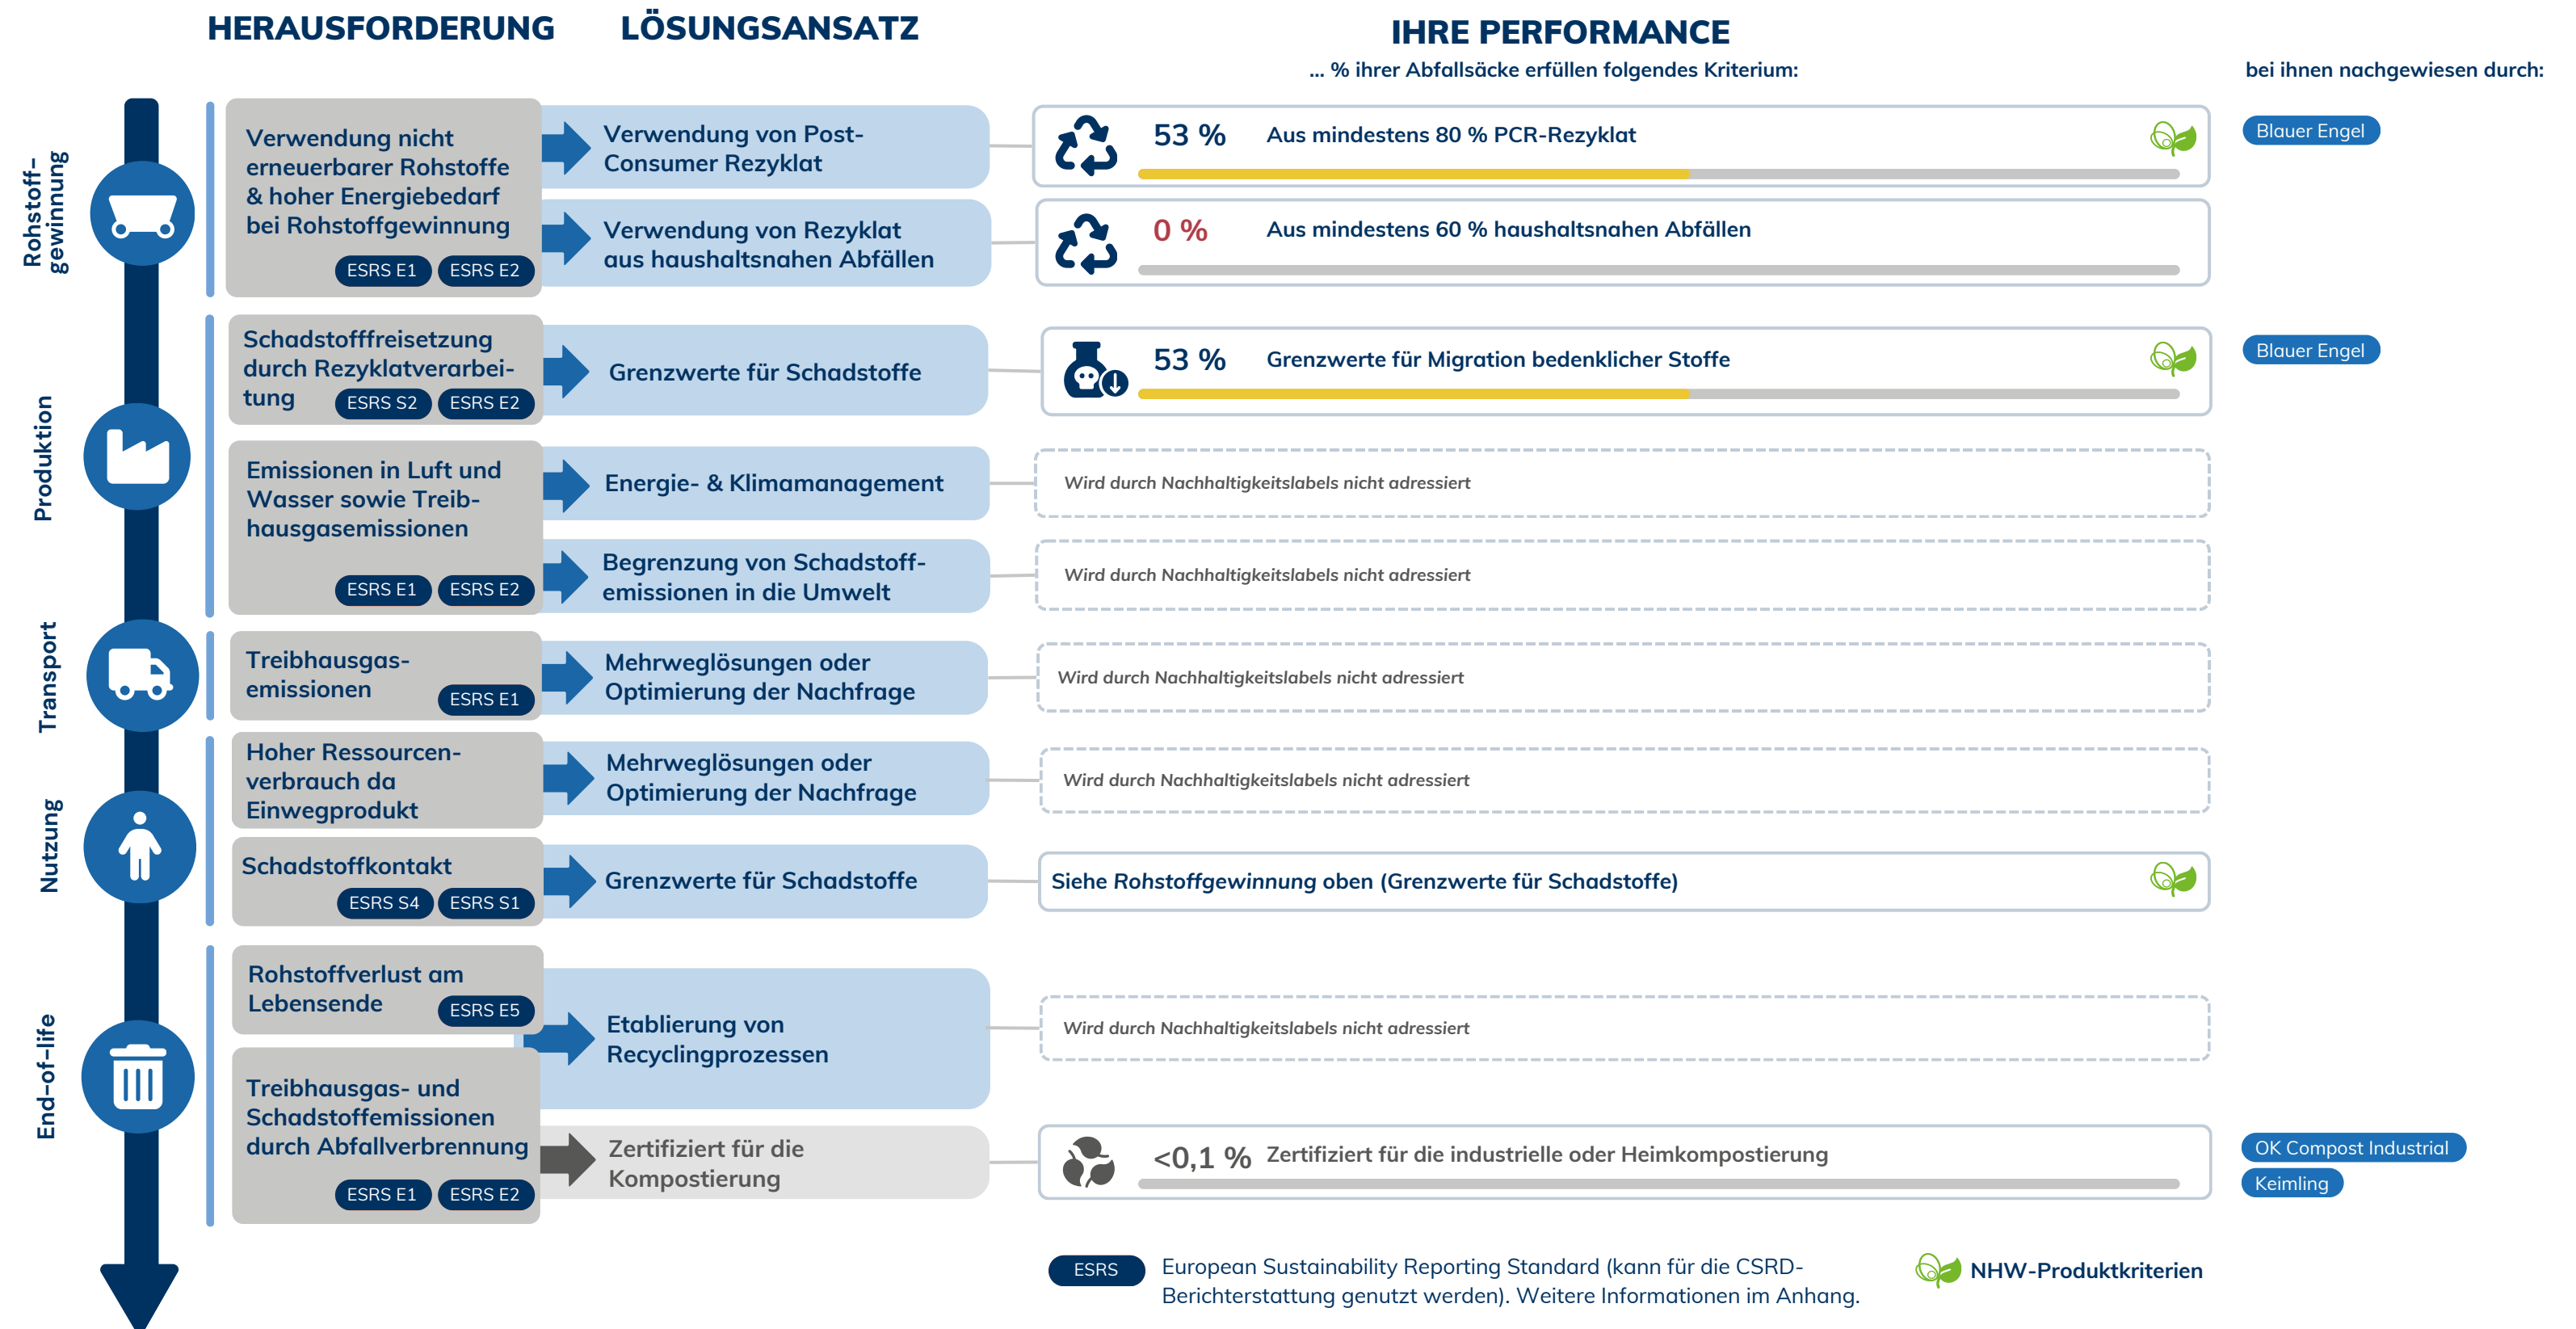 HERAUSFORDERUNG
LÖSUNGSANSATZ
IHRE PERFORMANCE
... % ihrer Abfallsäcke erfüllen folgendes Kriterium:
bei ihnen nachgewiesen durch:
Rohstoff-
gewinnung
Verwendung nicht
erneuerbarer Rohstoffe
& hoher Energiebedarf
bei Rohstoffgewinnung
ESRS E1
ESRS E2
Verwendung von Post-
Consumer Rezyklat
53 %
Aus mindestens 80 % PCR-Rezyklat
Blauer Engel
Verwendung von Rezyklat
aus haushaltsnahen Abfällen
0 %
Aus mindestens 60 % haushaltsnahen Abfällen
Produktion
Schadstofffreisetzung
durch Rezyklatverarbei-
tung
ESRS S2
ESRS E2
Grenzwerte für Schadstoffe
53 %
Grenzwerte für Migration bedenklicher Stoffe
Blauer Engel
Emissionen in Luft und
Wasser sowie Treib-
hausgasemissionen
ESRS E1
ESRS E2
Energie- & Klimamanagement
Wird durch Nachhaltigkeitslabels nicht adressiert
Begrenzung von Schadstoff-
emissionen in die Umwelt
Wird durch Nachhaltigkeitslabels nicht adressiert
Transport
Treibhausgas-
emissionen
ESRS E1
Mehrweglösungen oder
Optimierung der Nachfrage
Wird durch Nachhaltigkeitslabels nicht adressiert
Nutzung
Hoher Ressourcen-
verbrauch da
Einwegprodukt
Mehrweglösungen oder
Optimierung der Nachfrage
Wird durch Nachhaltigkeitslabels nicht adressiert
Schadstoffkontakt
ESRS S4
ESRS S1
Grenzwerte für Schadstoffe
Siehe Rohstoffgewinnung oben (Grenzwerte für Schadstoffe)
End-of-life
Rohstoffverlust am
Lebensende
ESRS E5
Etablierung von
Recyclingprozessen
Wird durch Nachhaltigkeitslabels nicht adressiert
Treibhausgas- und
Schadstoffemissionen
durch Abfallverbrennung
ESRS E1
ESRS E2
Zertifiziert für die
Kompostierung
<0,1 %
Zertifiziert für die industrielle oder Heimkompostierung
OK Compost Industrial
Keimling
ESRS
European Sustainability Reporting Standard (kann für die CSRD-
Berichterstattung genutzt werden). Weitere Informationen im Anhang.
NHW-Produktkriterien